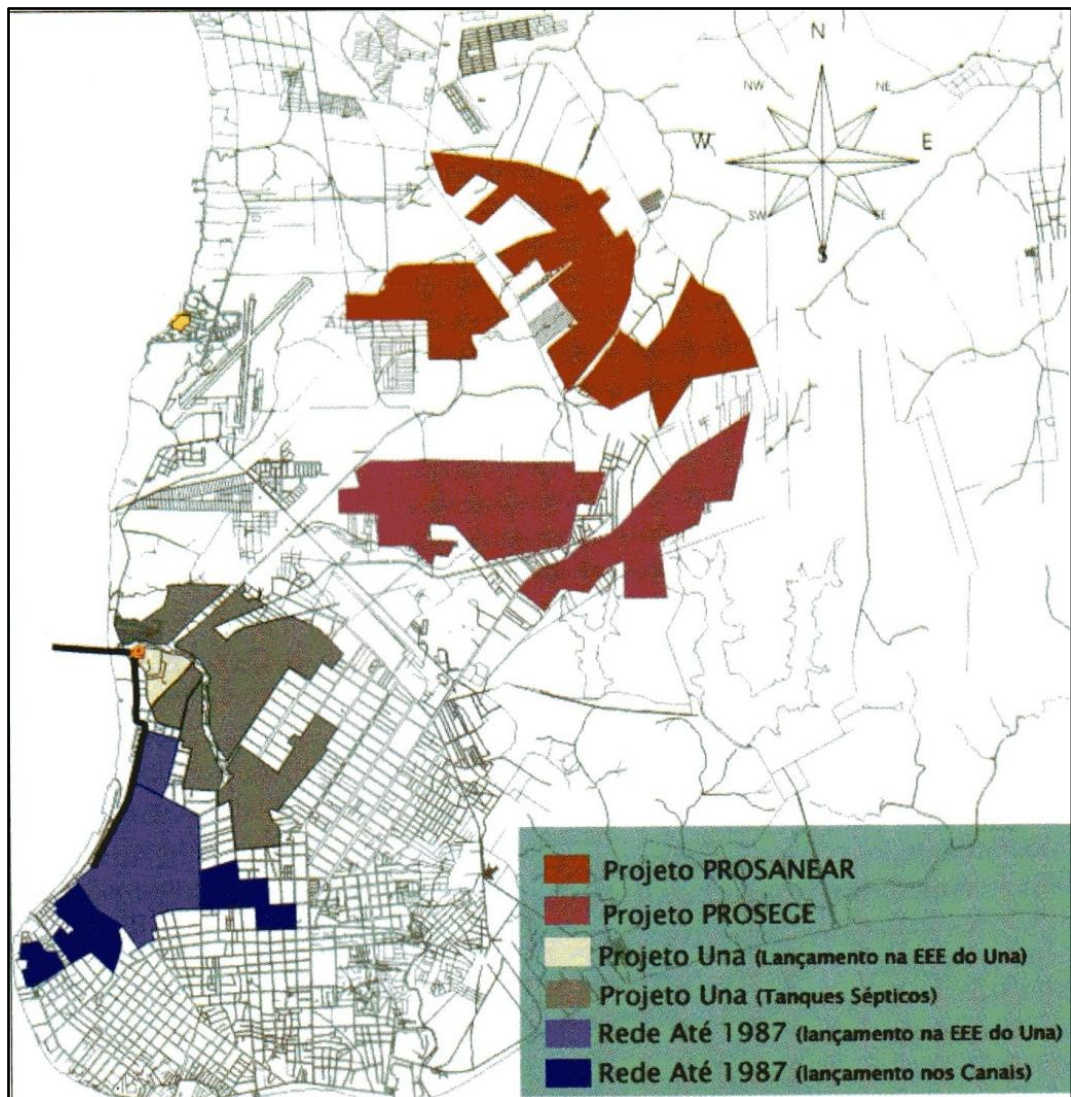 N
NW
NE
W
E
SW
SE
S
Projeto PROSANEAR
Projeto PROSEGE
Projeto Una (Lançamento na EEE do Una)
Projeto Una (Tanques Sépticos)
Rede Até 1987 (lançamento na EEE do Una)
Rede Até 1987 (lançamento nos Canais)